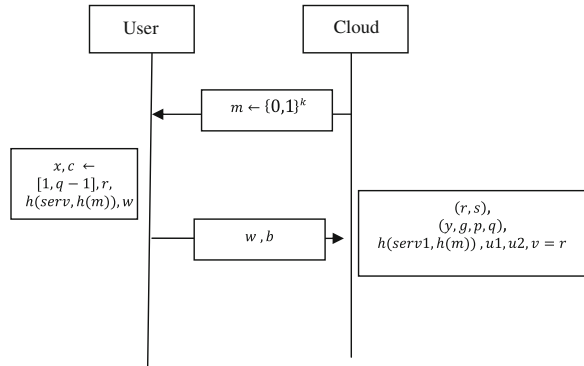 User
Cloud
m ← {0,1}ᵏ
x, c ←
[1, q − 1], r,
h(serv, h(m)), w
w , b
(r, s),
(y, g, p, q),
h(serv1, h(m)) , u1, u2, v = r